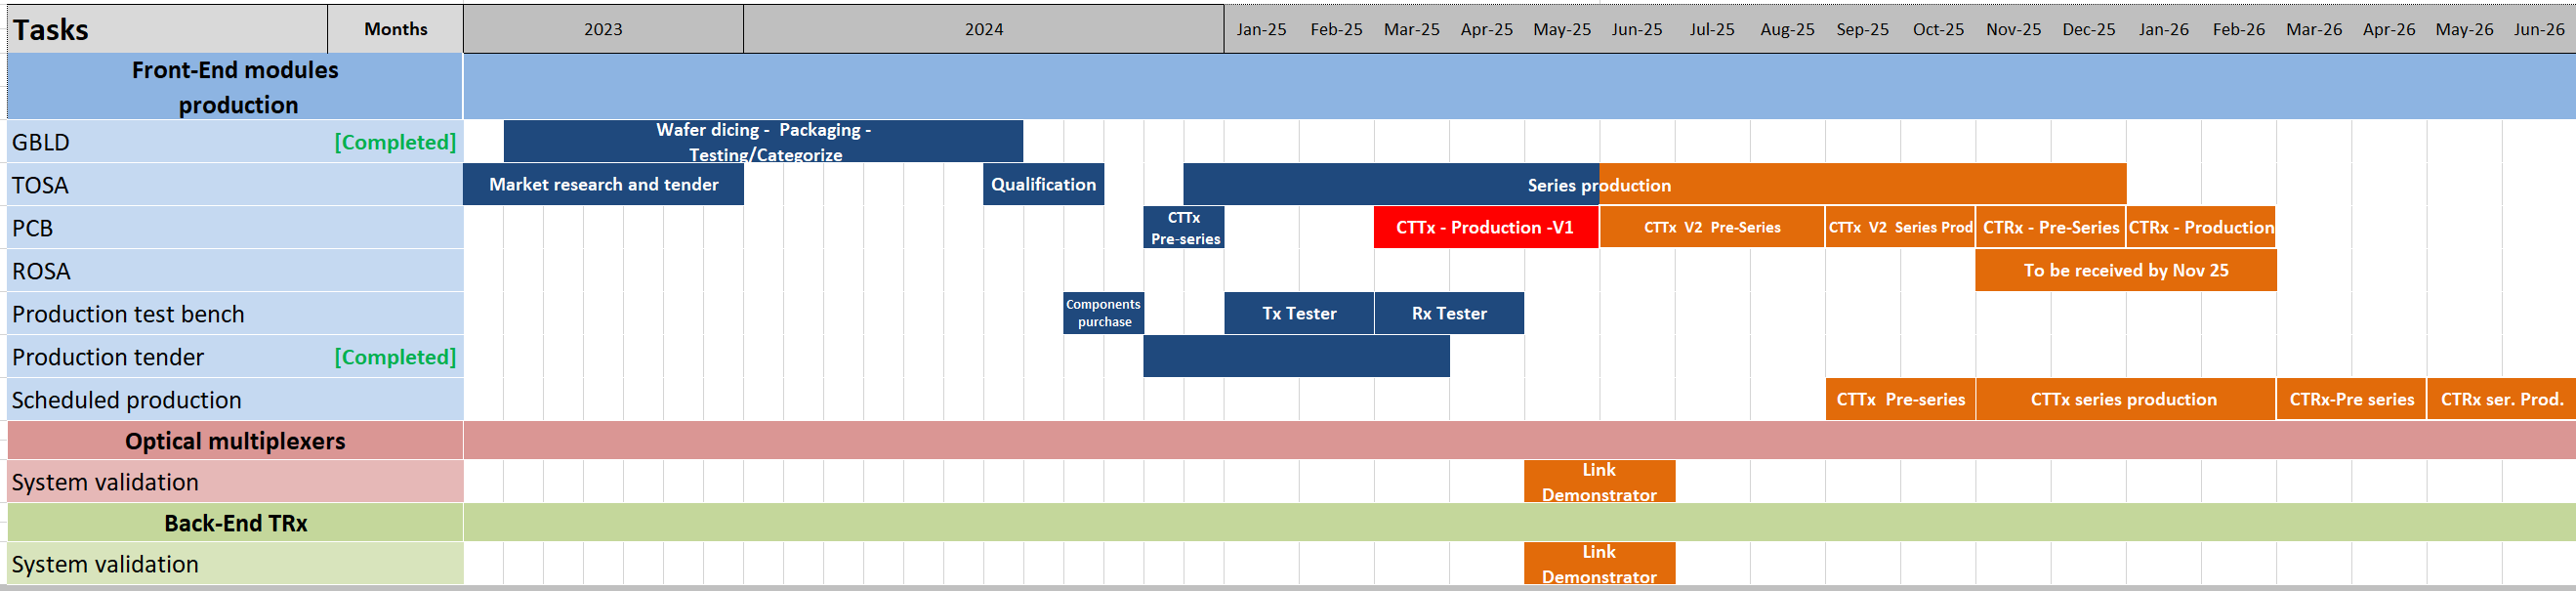 Tasks Months 2023 2024 Jan-25 Feb-25 Mar-25 Apr-25 May-25 Jun-25 Jul-25 Aug-25 Sep-25 Oct-25 Nov-25 Dec-25 Jan-26 Feb-26 Mar-26 Apr-26 May-26 Jun-26
Front-End modules
production
GBLD [Completed] Wafer dicing - Packaging -
Testing/Categorize
TOSA Market research and tender Qualification Series production
PCB CTTx
Pre-series
CTTx - Production -V1 CTTx V2 Pre-Series CTTx V2 Series Prod CTRx - Pre-Series CTRx - Production
ROSA To be received by Nov 25
Production test bench Components
purchase
Tx Tester Rx Tester
Production tender [Completed]
Scheduled production CTTx Pre-series CTTx series production CTRx-Pre series CTRx ser. Prod.
Optical multiplexers
System validation Link
Demonstrator
Back-End TRx
System validation Link
Demonstrator